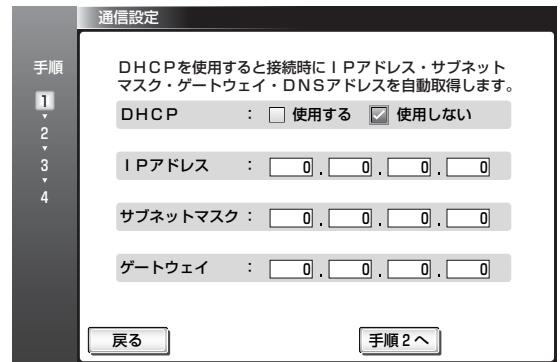 通信設定
手順
1
2
3
4
DHCPを使用すると接続時にIPアドレス・サブネット
マスク・ゲートウェイ・DNSアドレスを自動取得します。
DHCP : 使用する 使用しない
IPアドレス : 0 . 0 . 0 . 0
サブネットマスク : 0 . 0 . 0 . 0
ゲートウェイ : 0 . 0 . 0 . 0
戻る 手順2へ